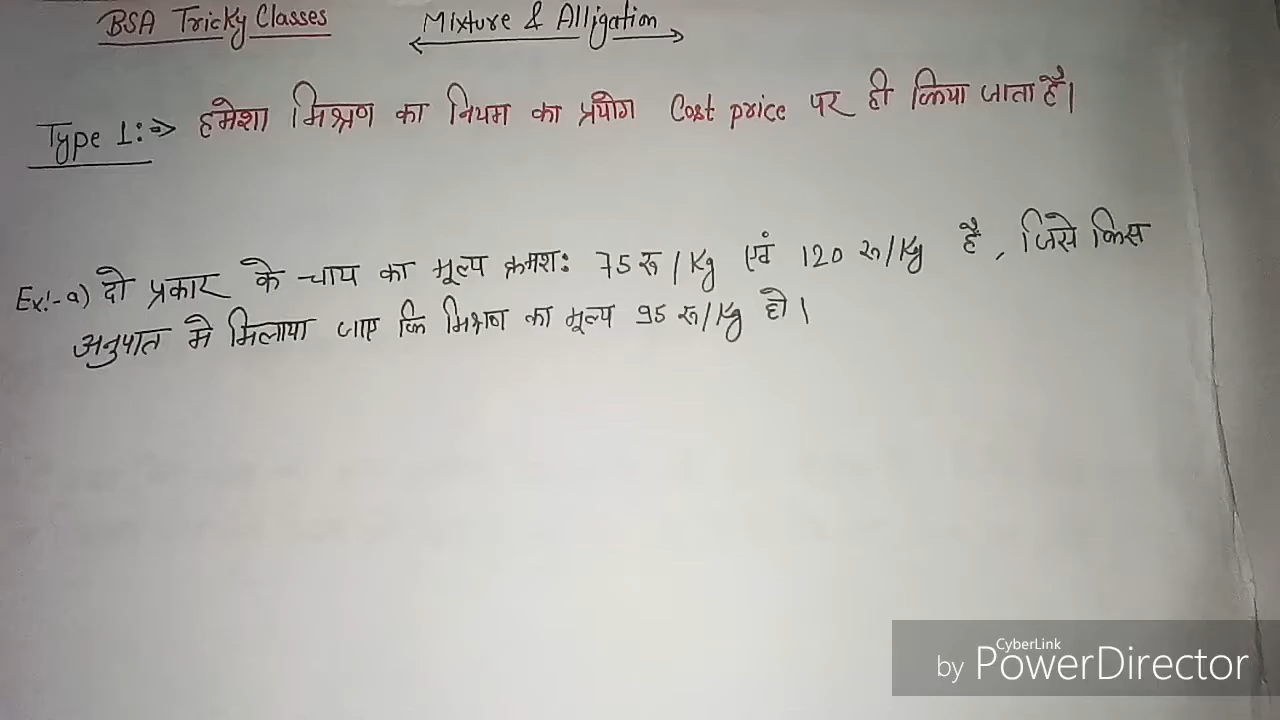 BSA Tricky Classes
Mixture & Alligation
Type 1:⇒ हमेशा मिश्रण का नियम का प्रयोग Cost price पर ही किया जाता है।
Ex:- a) दो प्रकार के चाय का मूल्य क्रमशः 75 रू / Kg एवं 120 रू/Kg है , जिसे किस
अनुपात मे मिलाया जाए कि मिश्रण का मूल्य 95 रू/Kg हो।
by CyberLink PowerDirector